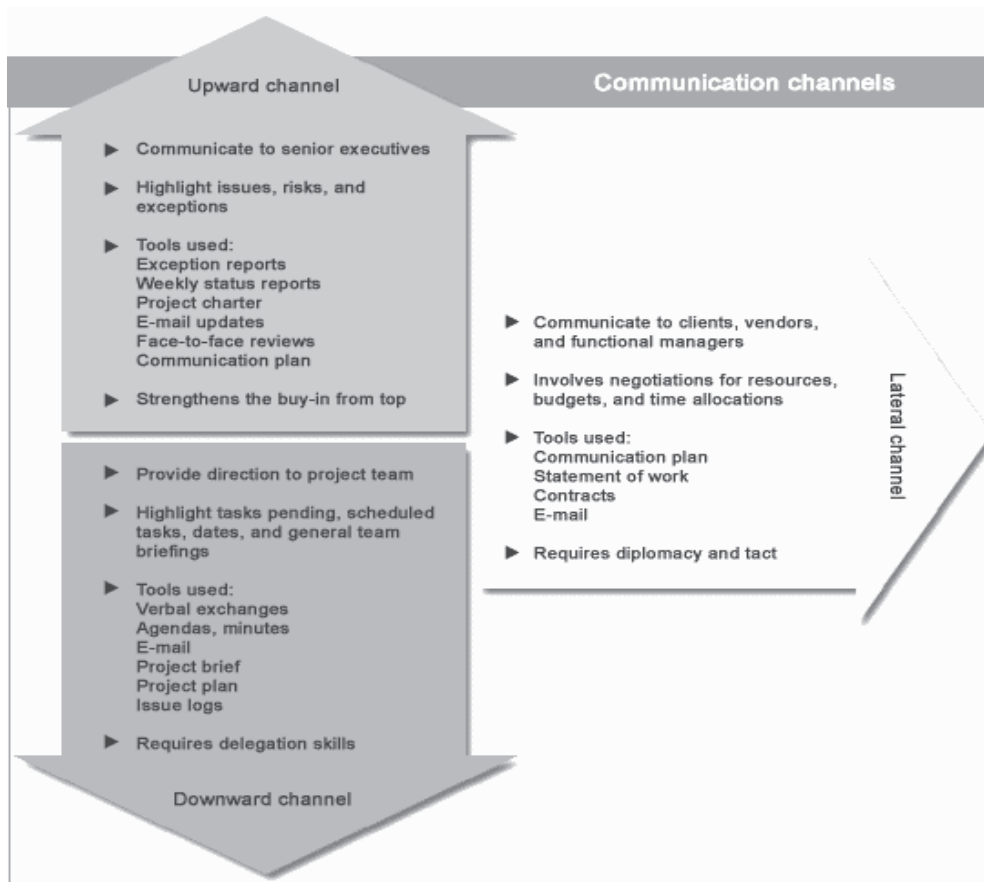 Communication channels
Upward channel
► Communicate to senior executives
► Highlight issues, risks, and
exceptions
► Tools used:
Exception reports
Weekly status reports
Project charter
E-mail updates
Face-to-face reviews
Communication plan
► Strengthens the buy-in from top
► Provide direction to project team
► Highlight tasks pending, scheduled
tasks, dates, and general team
briefings
► Tools used:
Verbal exchanges
Agendas, minutes
E-mail
Project brief
Project plan
Issue logs
► Requires delegation skills
Downward channel
► Communicate to clients, vendors,
and functional managers
► Involves negotiations for resources,
budgets, and time allocations
► Tools used:
Communication plan
Statement of work
Contracts
E-mail
► Requires diplomacy and tact
Lateral channel